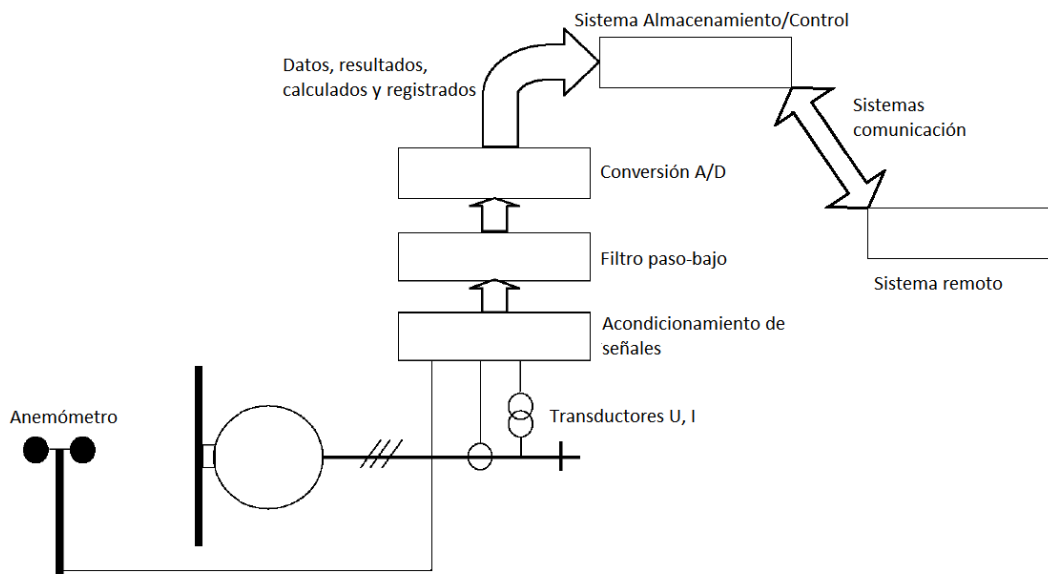 Sistema Almacenamiento/Control
Datos, resultados,
calculados y registrados
Sistemas
comunicación
Conversión A/D
Filtro paso-bajo
Sistema remoto
Acondicionamiento de
señales
Anemómetro
Transductores U, I